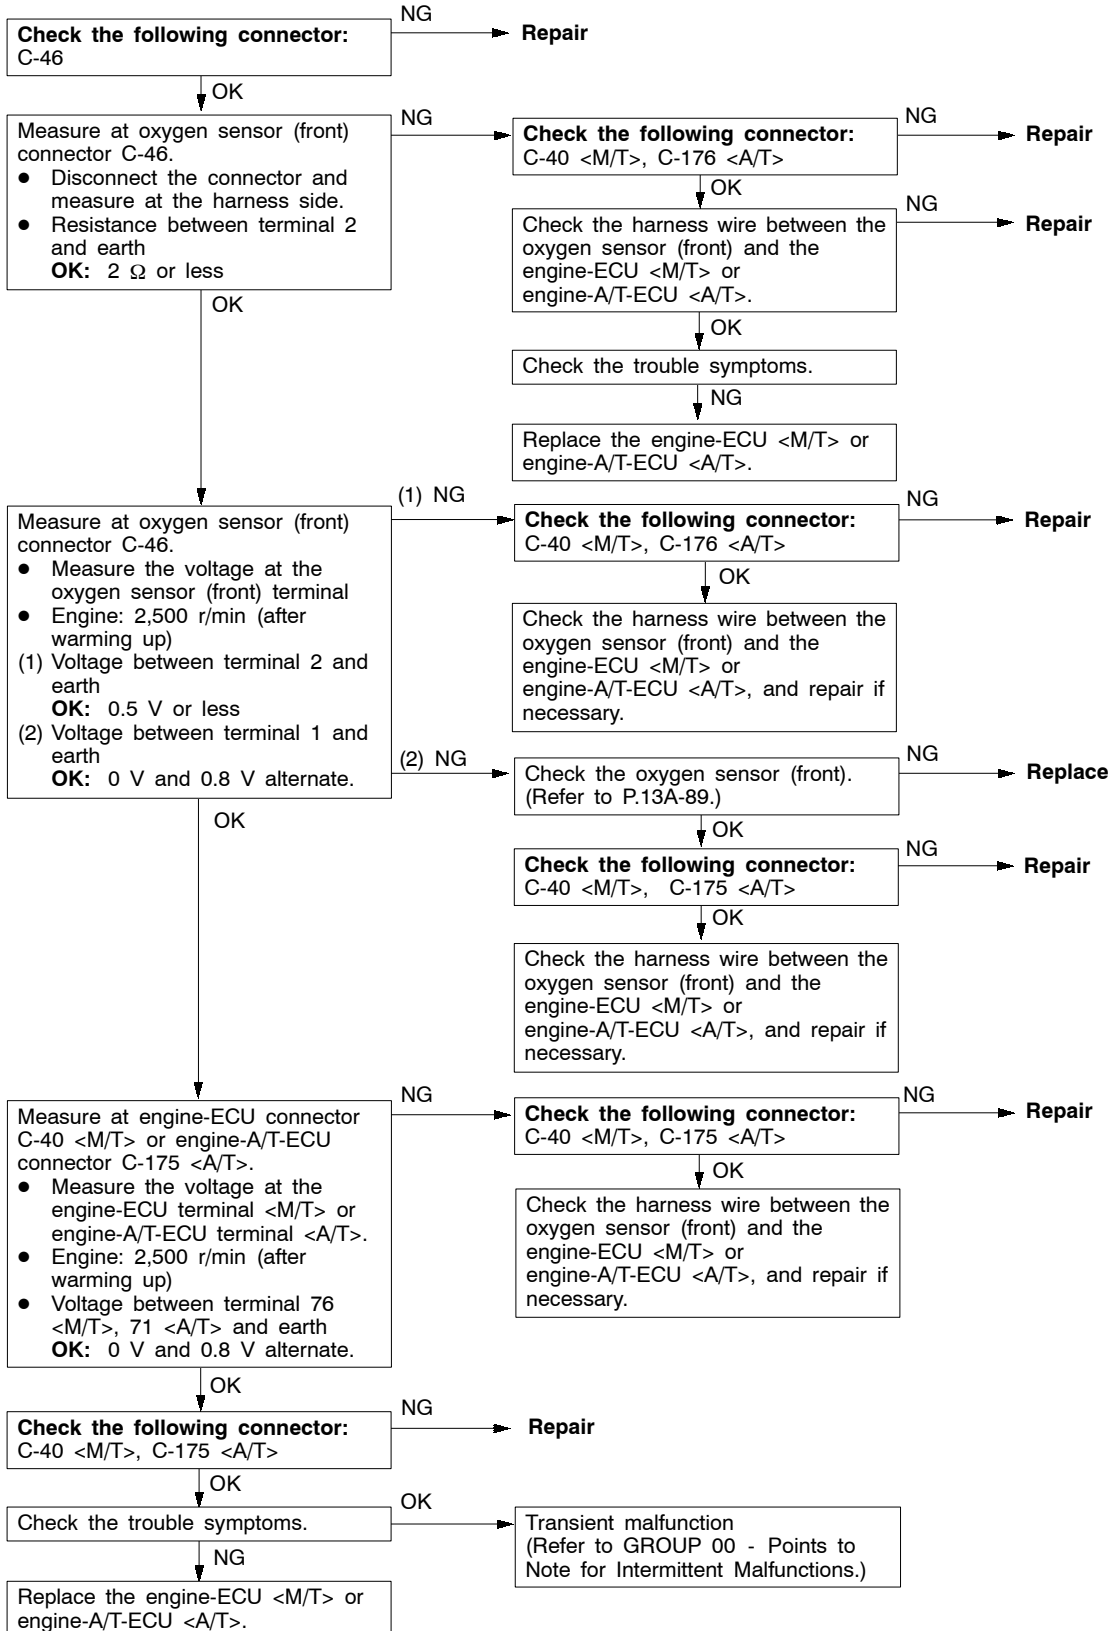 Check the following connector:
C-46
NG
Repair
OK
Measure at oxygen sensor (front)
connector C-46.
● Disconnect the connector and
measure at the harness side.
● Resistance between terminal 2
and earth
OK: 2 Ω or less
NG
Check the following connector:
C-40 <M/T>, C-176 <A/T>
NG
Repair
OK
Check the harness wire between the
oxygen sensor (front) and the
engine-ECU <M/T> or
engine-A/T-ECU <A/T>.
NG
Repair
OK
Check the trouble symptoms.
NG
Replace the engine-ECU <M/T> or
engine-A/T-ECU <A/T>.
OK
Measure at oxygen sensor (front)
connector C-46.
● Measure the voltage at the
oxygen sensor (front) terminal
● Engine: 2,500 r/min (after
warming up)
(1) Voltage between terminal 2 and
earth
OK: 0.5 V or less
(2) Voltage between terminal 1 and
earth
OK: 0 V and 0.8 V alternate.
(1) NG
Check the following connector:
C-40 <M/T>, C-176 <A/T>
NG
Repair
OK
Check the harness wire between the
oxygen sensor (front) and the
engine-ECU <M/T> or
engine-A/T-ECU <A/T>, and repair if
necessary.
(2) NG
Check the oxygen sensor (front).
(Refer to P.13A-89.)
NG
Replace
OK
Check the following connector:
C-40 <M/T>, C-175 <A/T>
NG
Repair
OK
Check the harness wire between the
oxygen sensor (front) and the
engine-ECU <M/T> or
engine-A/T-ECU <A/T>, and repair if
necessary.
OK
Measure at engine-ECU connector
C-40 <M/T> or engine-A/T-ECU
connector C-175 <A/T>.
● Measure the voltage at the
engine-ECU terminal <M/T> or
engine-A/T-ECU terminal <A/T>.
● Engine: 2,500 r/min (after
warming up)
● Voltage between terminal 76
<M/T>, 71 <A/T> and earth
OK: 0 V and 0.8 V alternate.
NG
Check the following connector:
C-40 <M/T>, C-175 <A/T>
NG
Repair
OK
Check the harness wire between the
oxygen sensor (front) and the
engine-ECU <M/T> or
engine-A/T-ECU <A/T>, and repair if
necessary.
OK
Check the following connector:
C-40 <M/T>, C-175 <A/T>
NG
Repair
OK
Check the trouble symptoms.
OK
Transient malfunction
(Refer to GROUP 00 - Points to
Note for Intermittent Malfunctions.)
NG
Replace the engine-ECU <M/T> or
engine-A/T-ECU <A/T>.